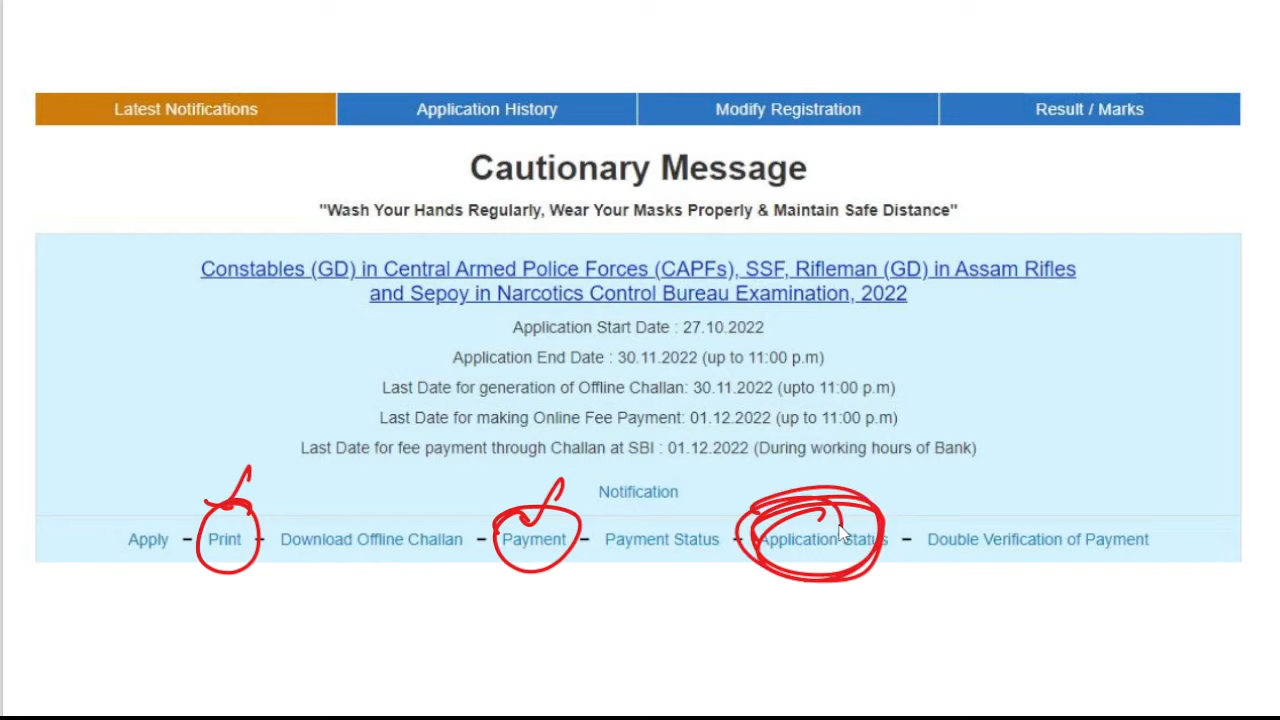 Latest Notifications Application History Modify Registration Result / Marks
Cautionary Message
"Wash Your Hands Regularly, Wear Your Masks Properly & Maintain Safe Distance"
Constables (GD) in Central Armed Police Forces (CAPFs), SSF, Rifleman (GD) in Assam Rifles
and Sepoy in Narcotics Control Bureau Examination, 2022
Application Start Date : 27.10.2022
Application End Date : 30.11.2022 (up to 11:00 p.m)
Last Date for generation of Offline Challan: 30.11.2022 (upto 11:00 p.m)
Last Date for making Online Fee Payment: 01.12.2022 (up to 11:00 p.m)
Last Date for fee payment through Challan at SBI : 01.12.2022 (During working hours of Bank)
Notification
Apply - Print - Download Offline Challan - Payment - Payment Status - Application Status - Double Verification of Payment